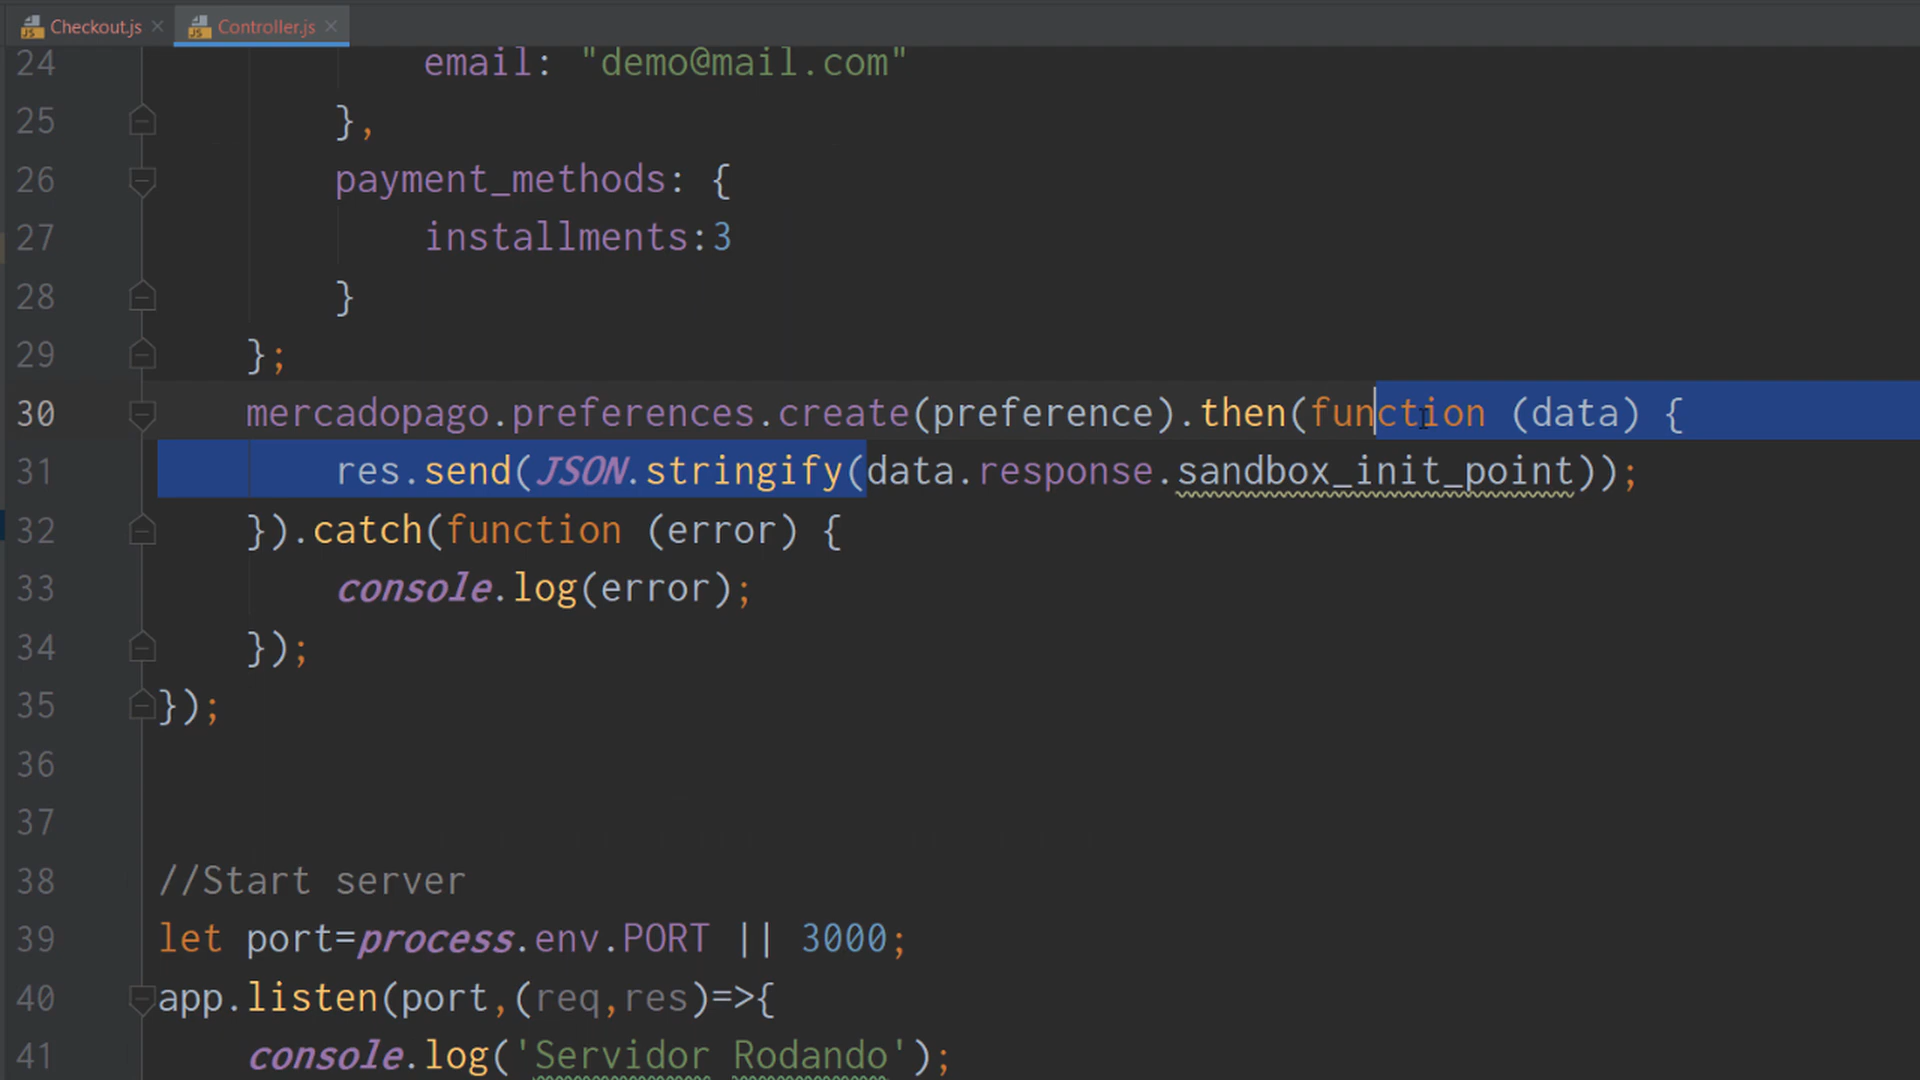 Checkout.js Controller.js
24 email: "demo@mail.com"
25 },
26 payment_methods: {
27 installments:3
28 }
29 };
30 mercadopago.preferences.create(preference).then(function (data) {
31 res.send(JSON.stringify(data.response.sandbox_init_point));
32 }).catch(function (error) {
33 console.log(error);
34 });
35 });
36
37
38 //Start server
39 let port=process.env.PORT || 3000;
40 app.listen(port,(req,res)=>{
41 console.log('Servidor Rodando');